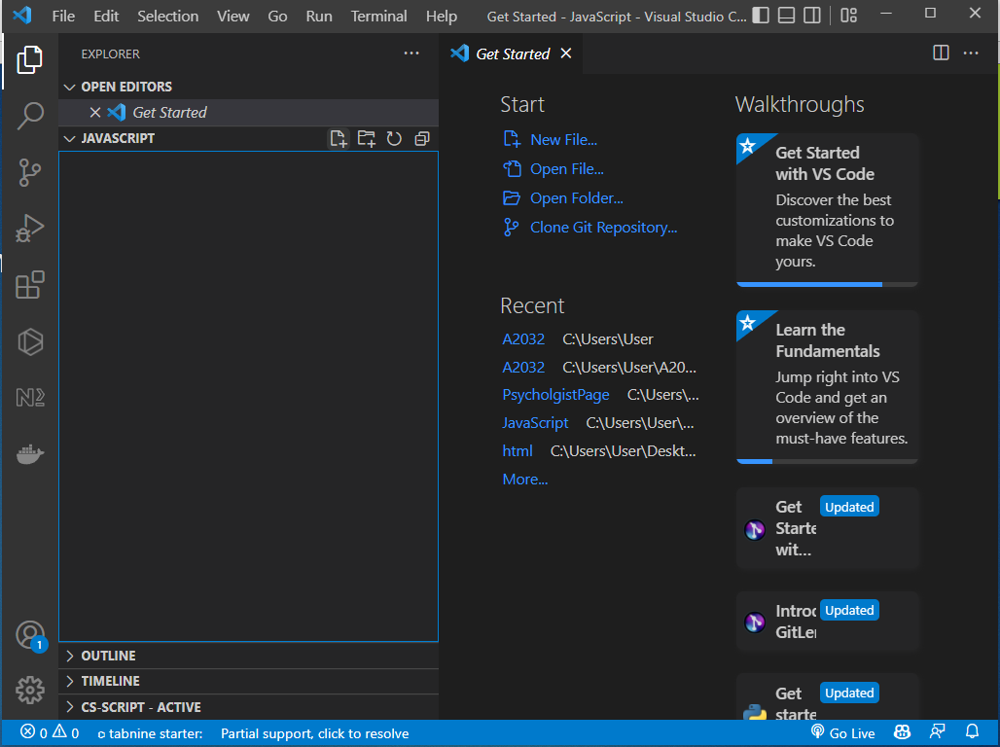 File Edit Selection View Go Run Terminal Help Get Started - JavaScript - Visual Studio C...
EXPLORER
Get Started
OPEN EDITORS
Get Started
JAVASCRIPT
Start
New File...
Open File...
Open Folder...
Clone Git Repository...
Recent
A2032 C:\Users\User
A2032 C:\Users\User\A20...
PsycholgistPage C:\Users\...
JavaScript C:\Users\User\...
html C:\Users\User\Deskt...
More...
Walkthroughs
Get Started
with VS Code
Discover the best
customizations to
make VS Code
yours.
Learn the
Fundamentals
Jump right into VS
Code and get an
overview of the
must-have features.
Get Updated
Starte
wit...
Introd Updated
GitLen
Get Updated
starte
1
OUTLINE
TIMELINE
CS-SCRIPT - ACTIVE
0 0 tabnine starter: Partial support, click to resolve Go Live